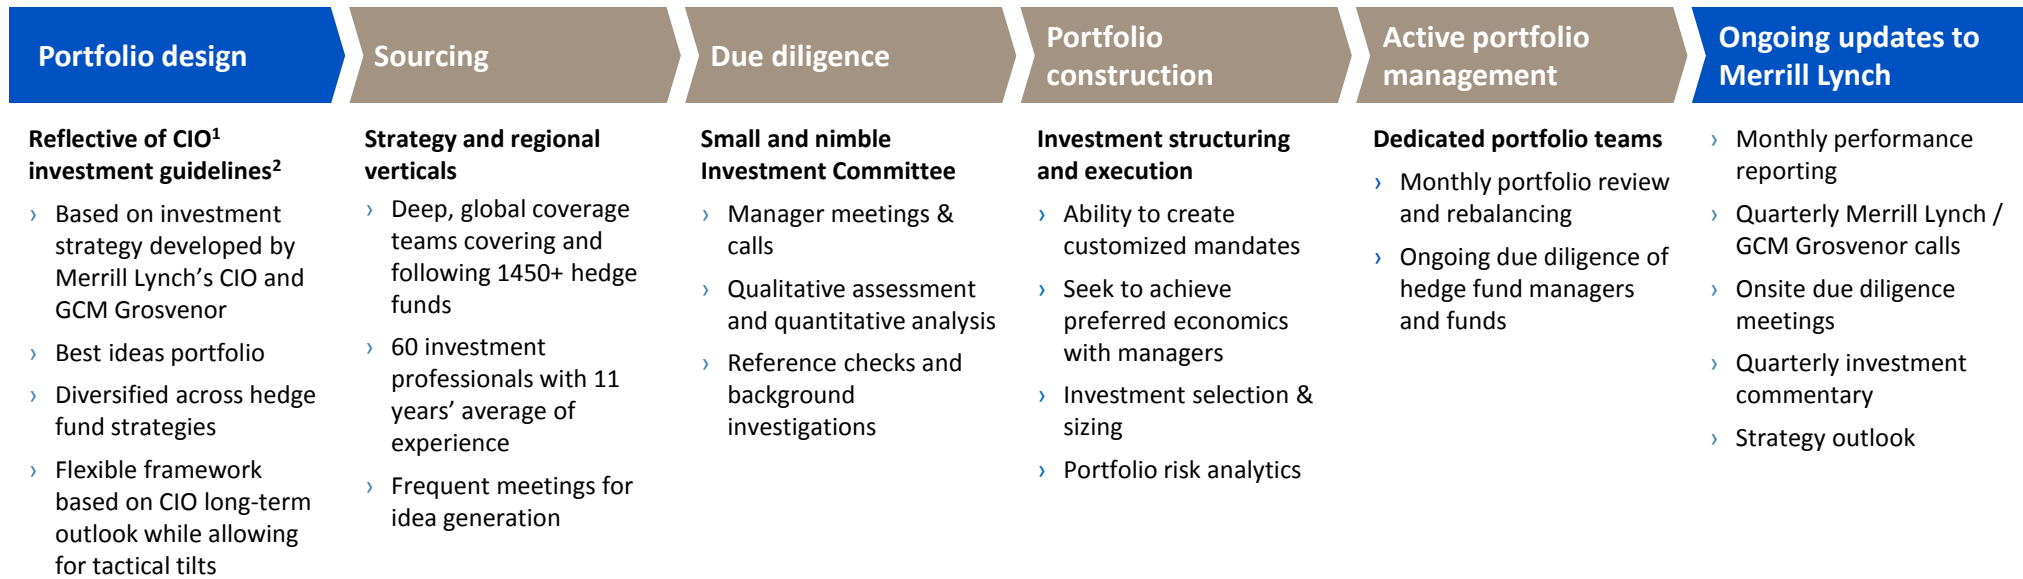 Portfolio design
Reflective of CIO¹
investment guidelines²
› Based on investment
strategy developed by
Merrill Lynch’s CIO and
GCM Grosvenor
› Best ideas portfolio
› Diversified across hedge
fund strategies
› Flexible framework
based on CIO long-term
outlook while allowing
for tactical tilts
Sourcing
Strategy and regional
verticals
› Deep, global coverage
teams covering and
following 1450+ hedge
funds
› 60 investment
professionals with 11
years’ average of
experience
› Frequent meetings for
idea generation
Due diligence
Small and nimble
Investment Committee
› Manager meetings &
calls
› Qualitative assessment
and quantitative analysis
› Reference checks and
background
investigations
Portfolio
construction
Investment structuring
and execution
› Ability to create
customized mandates
› Seek to achieve
preferred economics
with managers
› Investment selection &
sizing
› Portfolio risk analytics
Active portfolio
management
Dedicated portfolio teams
› Monthly portfolio review
and rebalancing
› Ongoing due diligence of
hedge fund managers
and funds
Ongoing updates to
Merrill Lynch
› Monthly performance
reporting
› Quarterly Merrill Lynch /
GCM Grosvenor calls
› Onsite due diligence
meetings
› Quarterly investment
commentary
› Strategy outlook